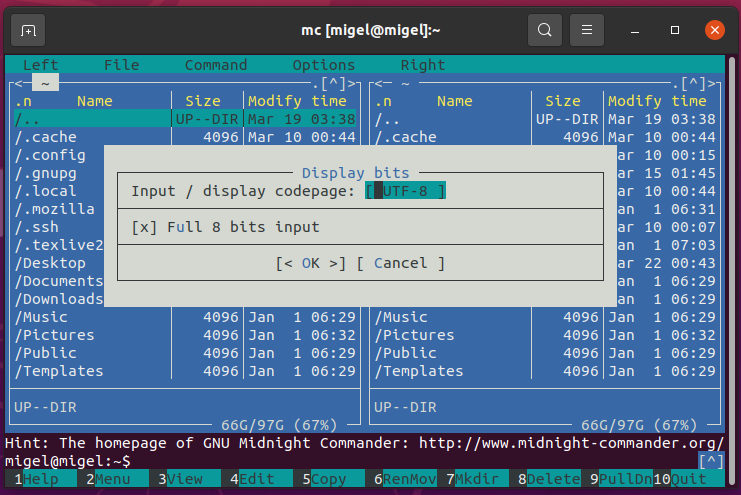 mc [migel@migel]:~
Left File Command Options Right
<─ ~ .[^]> <─ ~ .[^]>
.n Name Size Modify time .n Name Size Modify time
/.. UP--DIR Mar 19 03:38 /.. UP--DIR Mar 19 03:38
/.cache 4096 Mar 10 00:44 /.cache 4096 Mar 10 00:44
/.config ar 10 00:15
/.gnupg ar 15 01:45
/.local ar 10 00:44
/.mozilla an 1 06:31
/.ssh ar 10 00:07
/.texlive2 an 1 07:03
/Desktop ar 22 00:43
/Documents an 1 06:29
/Downloads an 1 06:29
Display bits
Input / display codepage: [ UTF-8 ]
[x] Full 8 bits input
[< OK >] [ Cancel ]
/Music 4096 Jan 1 06:29 /Music 4096 Jan 1 06:29
/Pictures 4096 Jan 1 06:32 /Pictures 4096 Jan 1 06:32
/Public 4096 Jan 1 06:29 /Public 4096 Jan 1 06:29
/Templates 4096 Jan 1 06:29 /Templates 4096 Jan 1 06:29
UP--DIR UP--DIR
66G/97G (67%) 66G/97G (67%)
Hint: The homepage of GNU Midnight Commander: http://www.midnight-commander.org/
migel@migel:~$ [^]
1Help 2Menu 3View 4Edit 5Copy 6RenMov 7Mkdir 8Delete 9PullDn 10Quit